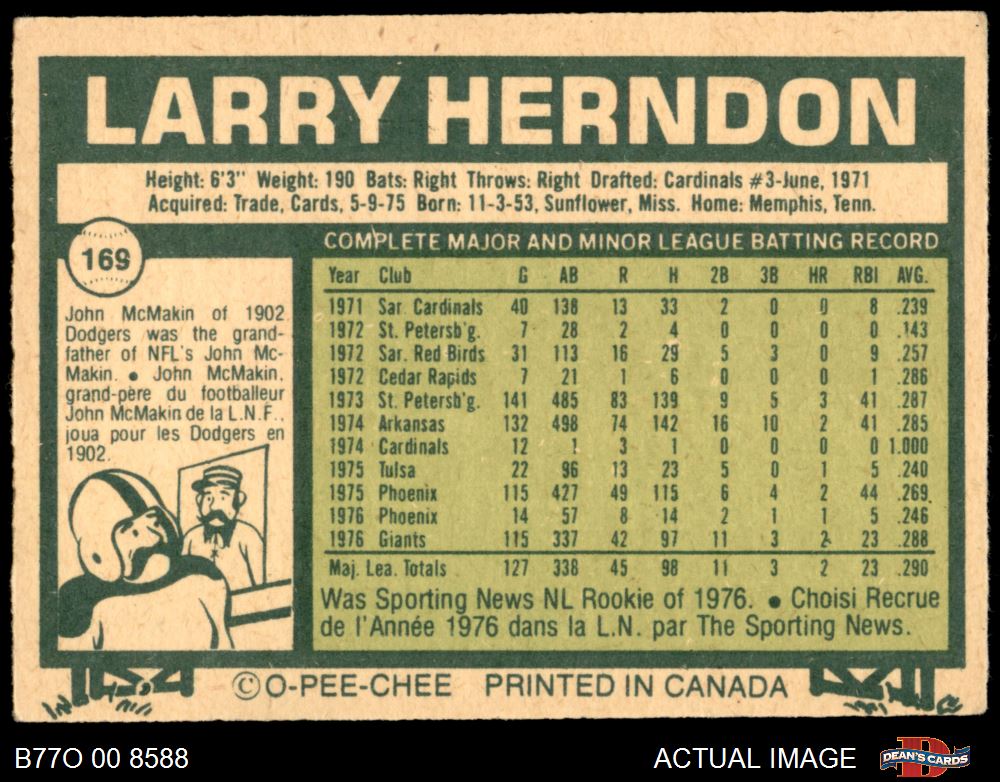 LARRY HERNDON
Height: 6'3" Weight: 190 Bats: Right Throws: Right Drafted: Cardinals #3-June, 1971
Acquired: Trade, Cards, 5-9-75 Born: 11-3-53, Sunflower, Miss. Home: Memphis, Tenn.
169
John McMakin of 1902
Dodgers was the grand-
father of NFL's John Mc-
Makin. • John McMakin,
grand-père du footballeur
John McMakin de la L.N.F.,
joua pour les Dodgers en
1902.
COMPLETE MAJOR AND MINOR LEAGUE BATTING RECORD
Year Club G AB R H 2B 3B HR RBI AVG.
1971 Sar. Cardinals 40 138 13 33 2 0 0 8 .239
1972 St. Petersb'g. 7 28 2 4 0 0 0 0 .143
1972 Sar. Red Birds 31 113 16 29 5 3 0 9 .257
1972 Cedar Rapids 7 21 1 6 0 0 0 1 .286
1973 St. Petersb'g. 141 485 83 139 9 5 3 41 .287
1974 Arkansas 132 498 74 142 16 10 2 41 .285
1974 Cardinals 12 1 3 1 0 0 0 0 1.000
1975 Tulsa 22 96 13 23 5 0 1 5 .240
1975 Phoenix 115 427 49 115 6 4 2 44 .269
1976 Phoenix 14 57 8 14 2 1 1 5 .246
1976 Giants 115 337 42 97 11 3 2 23 .288
Maj. Lea. Totals 127 338 45 98 11 3 2 23 .290
Was Sporting News NL Rookie of 1976. • Choisi Recrue
de l'Année 1976 dans la L.N. par The Sporting News.
©O-PEE-CHEE PRINTED IN CANADA
B77O 00 8588
ACTUAL IMAGE
DEAN'S CARDS